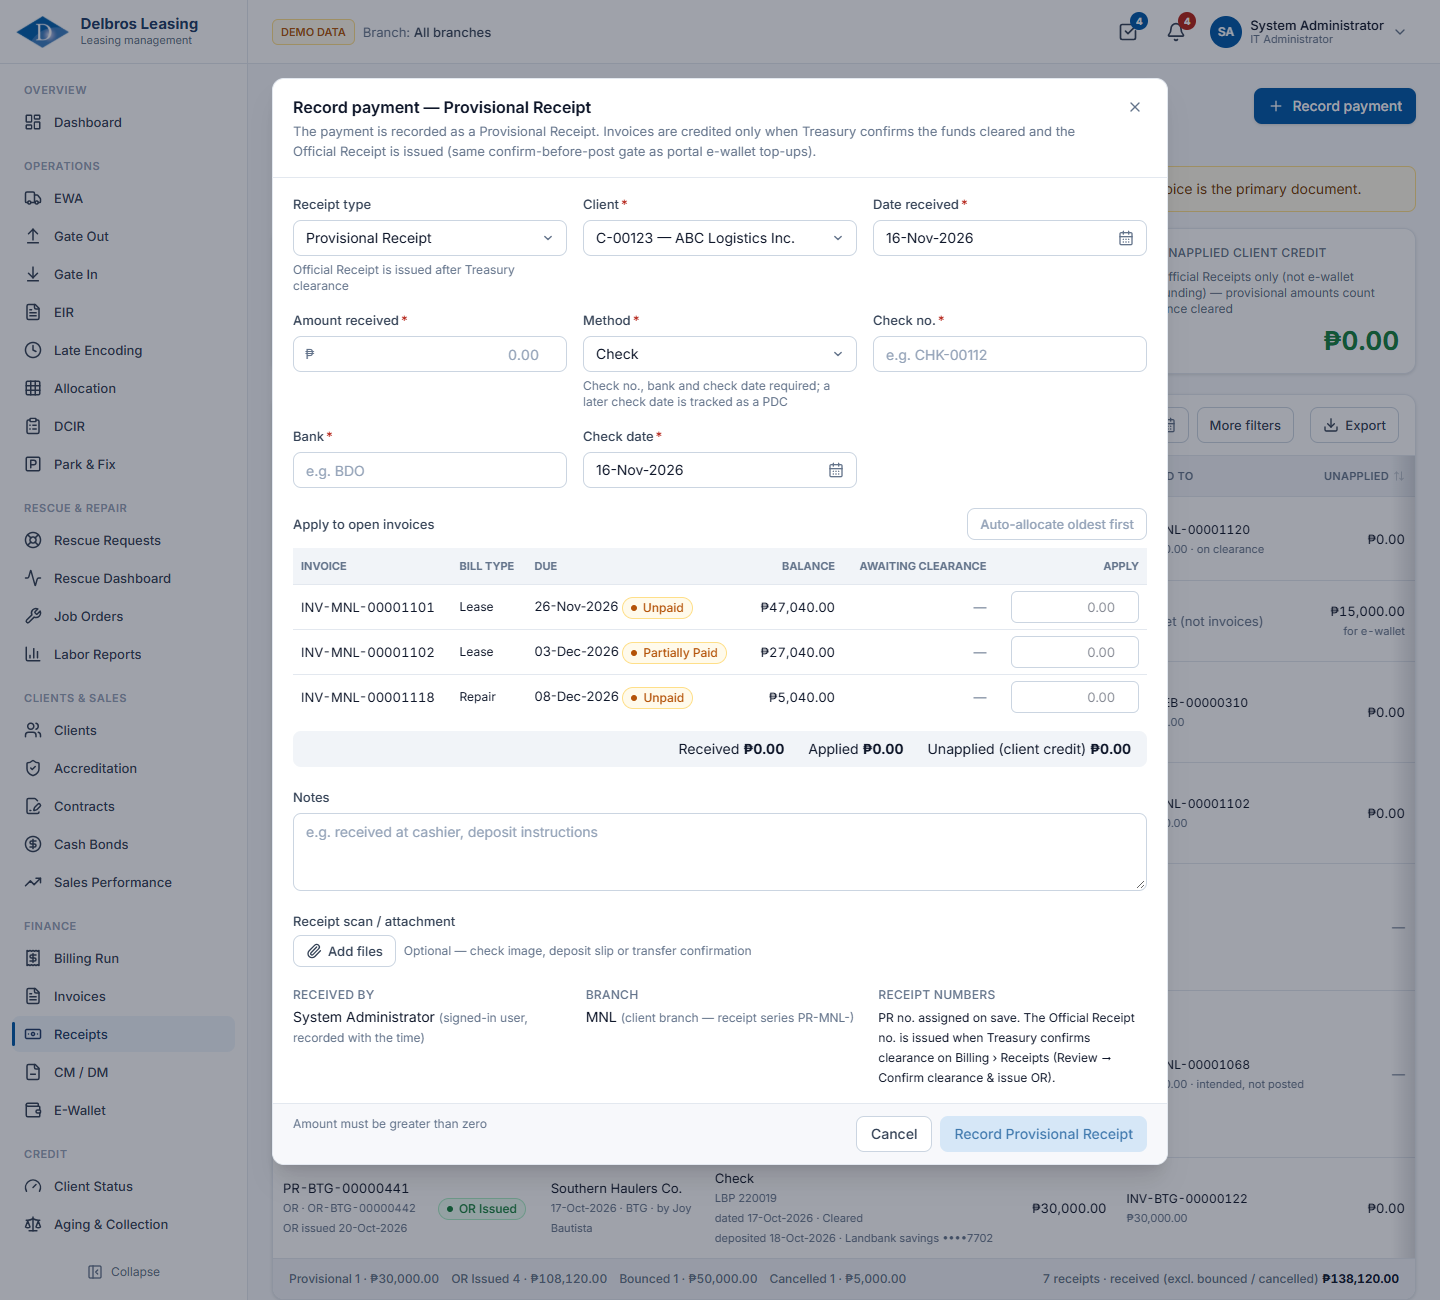 Delbros Leasing
Leasing management
DEMO DATA
Branch: All branches
4
4
SA
System Administrator
IT Administrator
OVERVIEW
Dashboard
OPERATIONS
EWA
Gate Out
Gate In
EIR
Late Encoding
Allocation
DCIR
Park & Fix
RESCUE & REPAIR
Rescue Requests
Rescue Dashboard
Job Orders
Labor Reports
CLIENTS & SALES
Clients
Accreditation
Contracts
Cash Bonds
Sales Performance
FINANCE
Billing Run
Invoices
Receipts
CM / DM
E-Wallet
CREDIT
Client Status
Aging & Collection
Collapse
Record payment
Record payment — Provisional Receipt
The payment is recorded as a Provisional Receipt. Invoices are credited only when Treasury confirms the funds cleared and the
Official Receipt is issued (same confirm-before-post gate as portal e-wallet top-ups).
Receipt type
Provisional Receipt
Official Receipt is issued after Treasury
clearance
Client *
C-00123 — ABC Logistics Inc.
Date received *
16-Nov-2026
Amount received *
₱ 0.00
Method *
Check
Check no., bank and check date required; a
later check date is tracked as a PDC
Check no. *
e.g. CHK-00112
Bank *
e.g. BDO
Check date *
16-Nov-2026
Apply to open invoices
Auto-allocate oldest first
INVOICE BILL TYPE DUE BALANCE AWAITING CLEARANCE APPLY
INV-MNL-00001101 Lease 26-Nov-2026 Unpaid ₱47,040.00 — 0.00
INV-MNL-00001102 Lease 03-Dec-2026 Partially Paid ₱27,040.00 — 0.00
INV-MNL-00001118 Repair 08-Dec-2026 Unpaid ₱5,040.00 — 0.00
Received ₱0.00 Applied ₱0.00 Unapplied (client credit) ₱0.00
Notes
e.g. received at cashier, deposit instructions
Receipt scan / attachment
Add files
Optional — check image, deposit slip or transfer confirmation
RECEIVED BY
System Administrator (signed-in user,
recorded with the time)
BRANCH
MNL (client branch — receipt series PR-MNL-)
RECEIPT NUMBERS
PR no. assigned on save. The Official Receipt
no. is issued when Treasury confirms
clearance on Billing › Receipts (Review →
Confirm clearance & issue OR).
Amount must be greater than zero
Cancel
Record Provisional Receipt
oice is the primary document.
NAPPLIED CLIENT CREDIT
fficial Receipts only (not e-wallet
unding) — provisional amounts count
nce cleared
₱0.00
More filters
Export
D TO UNAPPLIED
NL-00001120
0.00 · on clearance
₱0.00
et (not invoices)
₱15,000.00
for e-wallet
EB-00000310
.00
₱0.00
NL-00001102
0.00
₱0.00
—
NL-00001068
0.00 · intended, not posted
—
PR-BTG-00000441
OR · OR-BTG-00000442
OR issued 20-Oct-2026
OR Issued
Southern Haulers Co.
17-Oct-2026 · BTG · by Joy
Bautista
Check
LBP 220019
dated 17-Oct-2026 · Cleared
deposited 18-Oct-2026 · Landbank savings ••••7702
₱30,000.00
INV-BTG-00000122
₱30,000.00
₱0.00
Provisional 1 · ₱30,000.00 OR Issued 4 · ₱108,120.00 Bounced 1 · ₱50,000.00 Cancelled 1 · ₱5,000.00
7 receipts · received (excl. bounced / cancelled) ₱138,120.00